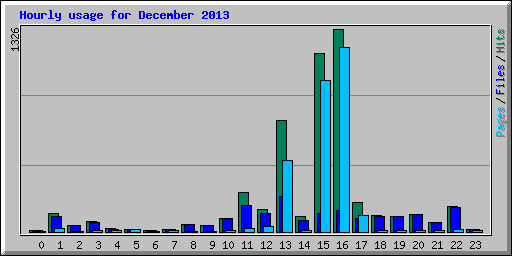 Hourly usage for December 2013
1326
Pages/Files/Hits
0 1 2 3 4 5 6 7 8 9 10 11 12 13 14 15 16 17 18 19 20 21 22 23